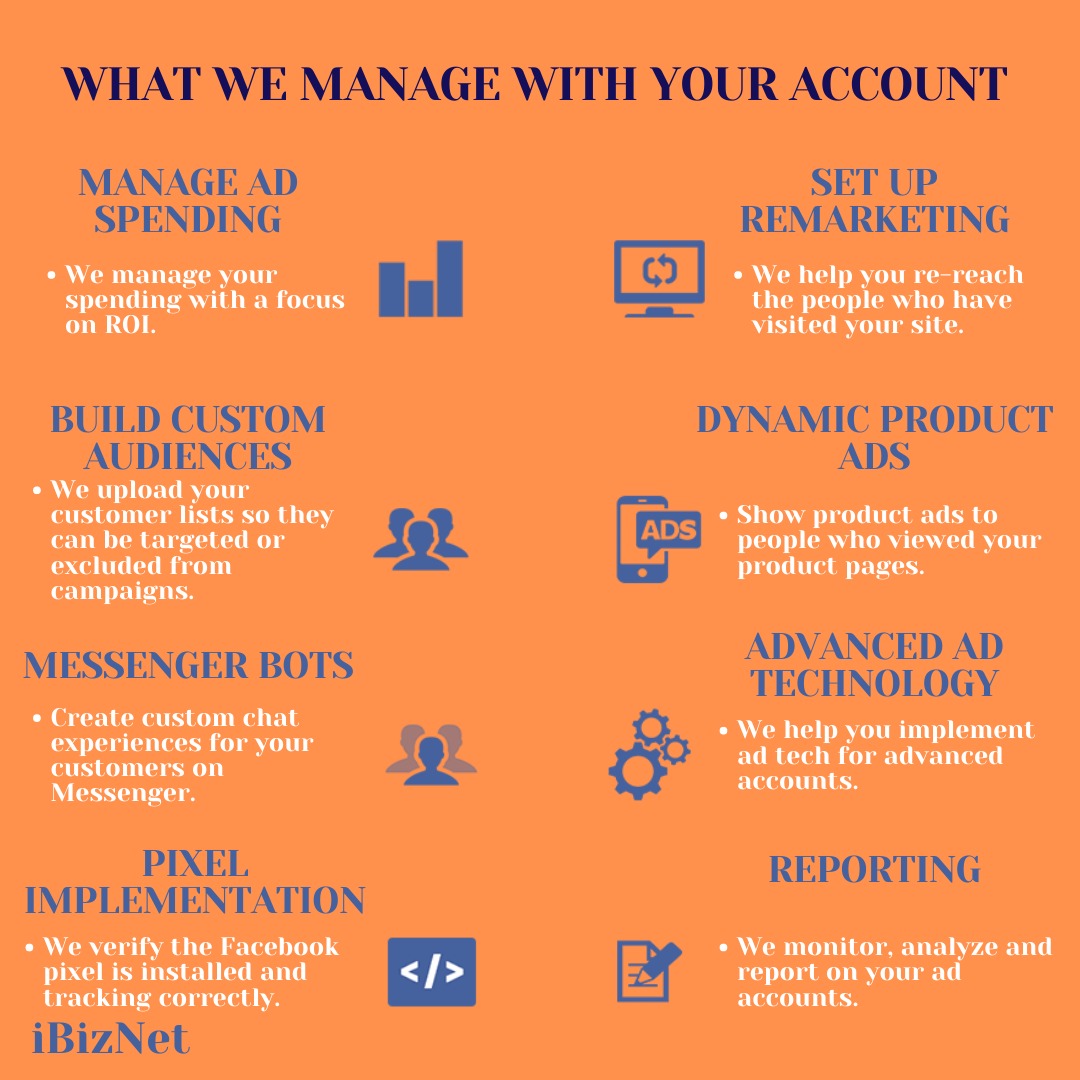 WHAT WE MANAGE WITH YOUR ACCOUNT
MANAGE AD
SPENDING
• We manage your
spending with a focus
on ROI.
SET UP
REMARKETING
• We help you re-reach
the people who have
visited your site.
BUILD CUSTOM
AUDIENCES
• We upload your
customer lists so they
can be targeted or
excluded from
campaigns.
DYNAMIC PRODUCT
ADS
ADS
• Show product ads to
people who viewed your
product pages.
MESSENGER BOTS
• Create custom chat
experiences for your
customers on
Messenger.
ADVANCED AD
TECHNOLOGY
• We help you implement
ad tech for advanced
accounts.
PIXEL
IMPLEMENTATION
• We verify the Facebook
pixel is installed and
tracking correctly.
</>
REPORTING
• We monitor, analyze and
report on your ad
accounts.
iBizNet